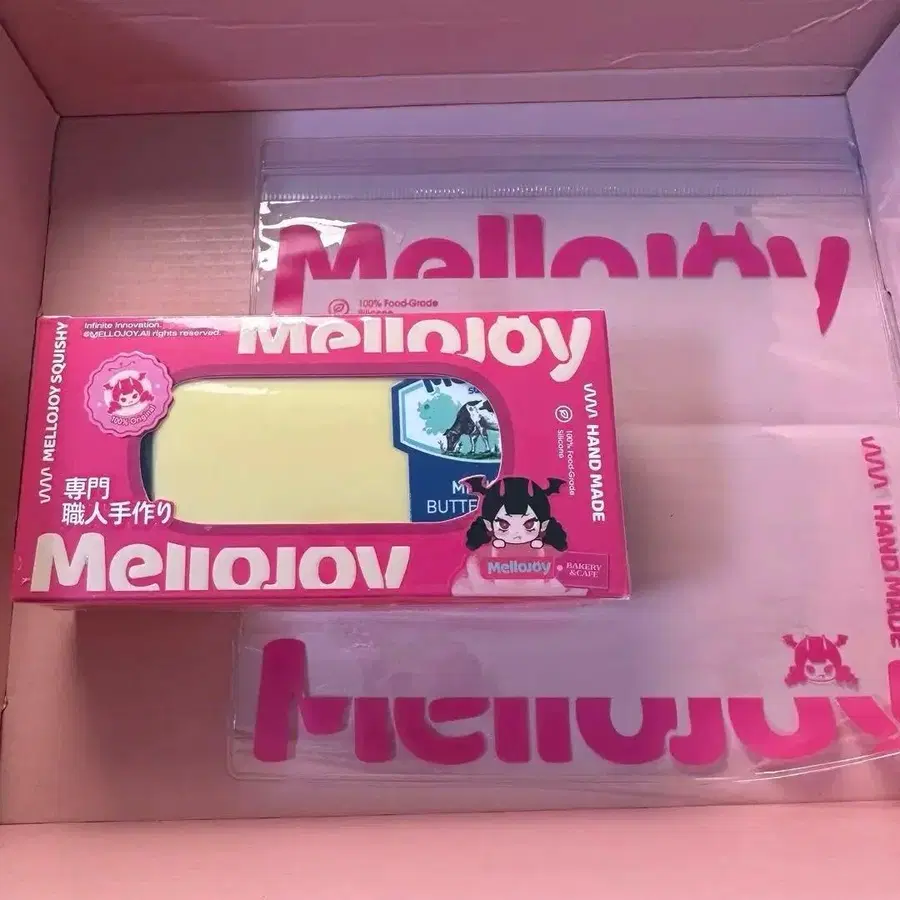 Mellojoy
100% Food-Grade
Silicone
Infinite Innovation.
@MELLOJOY.All rights reserved.
Mellojoy
MELLOJOY SQUISHY
100% Original
HAND MADE
100% Food-Grade
Silicone
専門
職人手作り
BUTTE
Mellojoy
Mellojoy
BAKERY
&CAFE
HAND MADE
Mellojoy